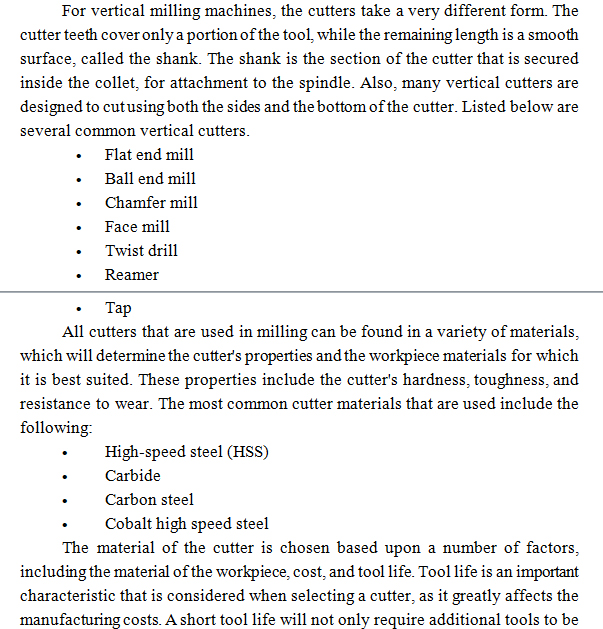 For vertical milling machines, the cutters take a very different form. The
cutter teeth cover only a portion of the tool, while the remaining length is a smooth
surface, called the shank. The shank is the section of the cutter that is secured
inside the collet, for attachment to the spindle. Also, many vertical cutters are
designed to cut using both the sides and the bottom of the cutter. Listed below are
several common vertical cutters.
• Flat end mill
• Ball end mill
• Chamfer mill
• Face mill
• Twist drill
• Reamer
• Tap
All cutters that are used in milling can be found in a variety of materials,
which will determine the cutter's properties and the workpiece materials for which
it is best suited. These properties include the cutter's hardness, toughness, and
resistance to wear. The most common cutter materials that are used include the
following:
• High-speed steel (HSS)
• Carbide
• Carbon steel
• Cobalt high speed steel
The material of the cutter is chosen based upon a number of factors,
including the material of the workpiece, cost, and tool life. Tool life is an important
characteristic that is considered when selecting a cutter, as it greatly affects the
manufacturing costs. A short tool life will not only require additional tools to be